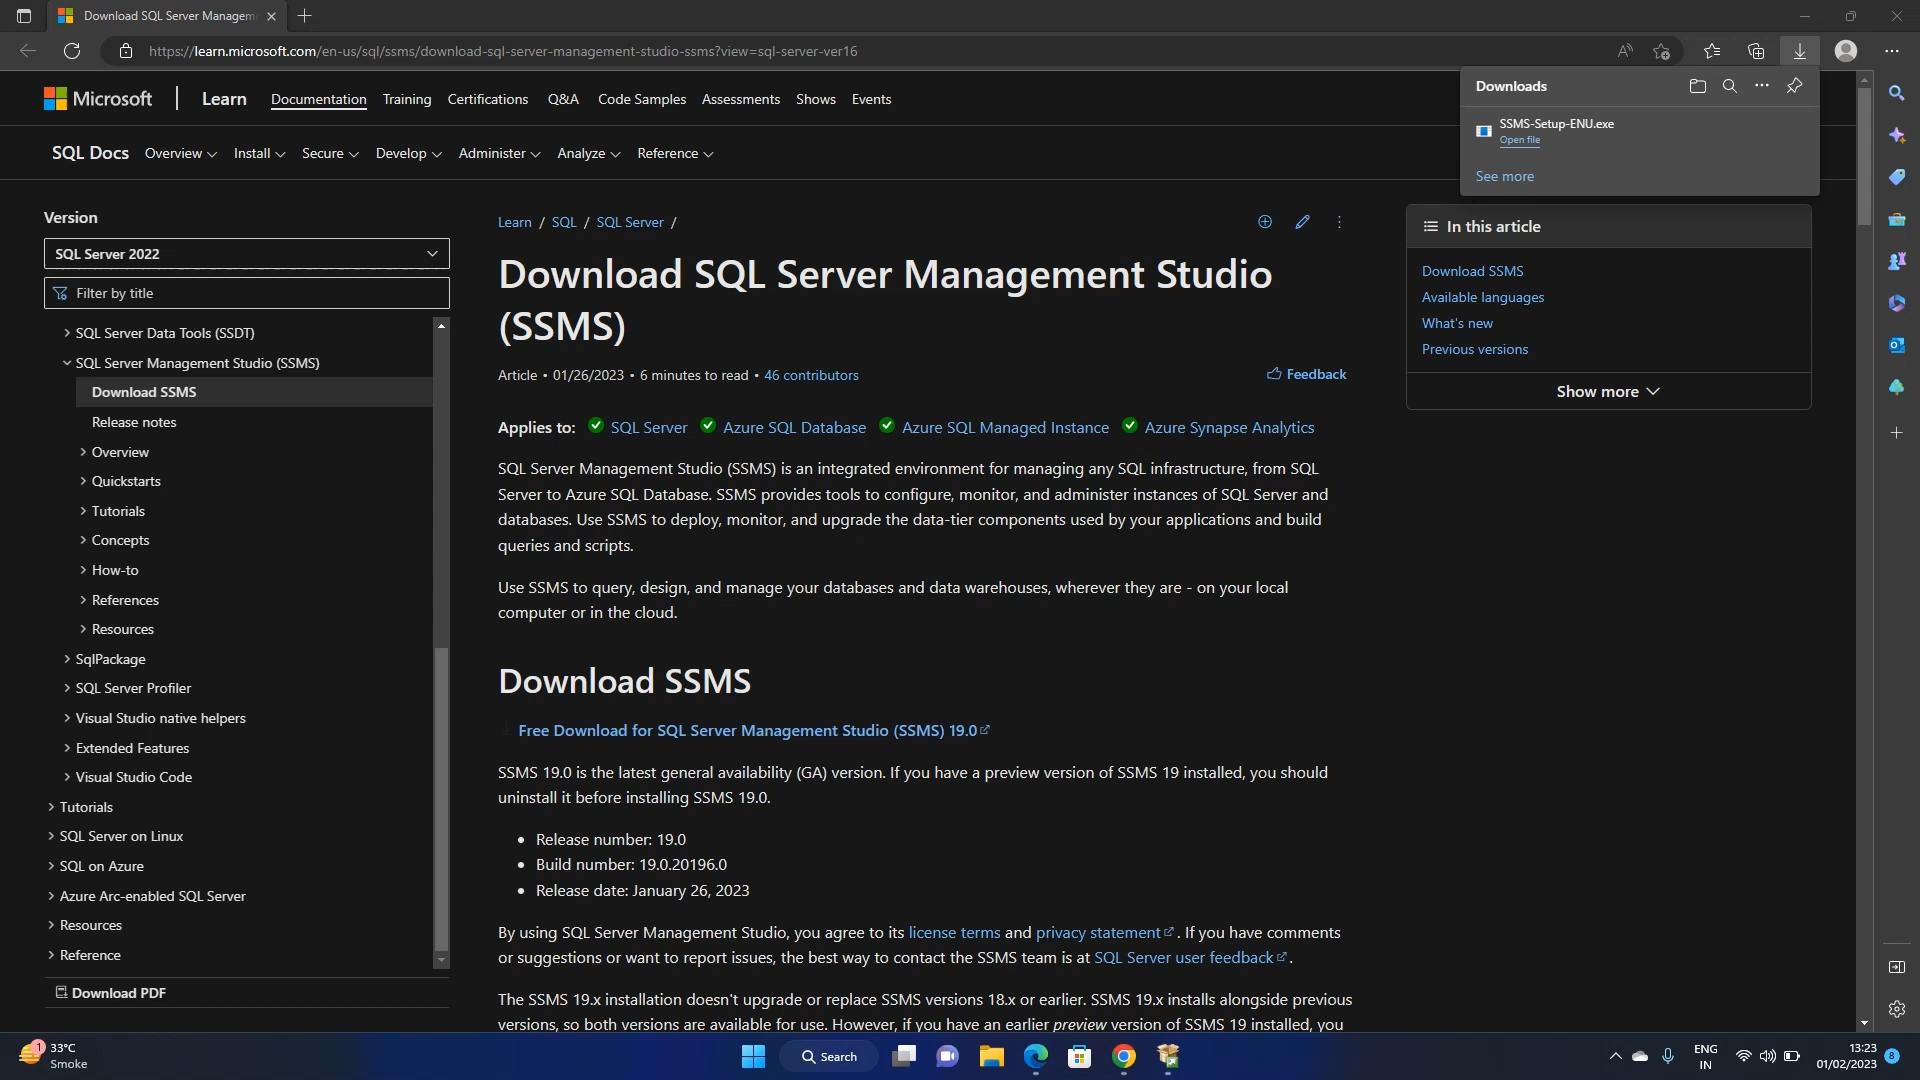 Download SQL Server Managem
https://learn.microsoft.com/en-us/sql/ssms/download-sql-server-management-studio-ssms?view=sql-server-ver16
Microsoft
Learn
Documentation
Training
Certifications
Q&A
Code Samples
Assessments
Shows
Events
Downloads
SSMS-Setup-ENU.exe
Open file
See more
SQL Docs
Overview
Install
Secure
Develop
Administer
Analyze
Reference
Version
SQL Server 2022
Filter by title
SQL Server Data Tools (SSDT)
SQL Server Management Studio (SSMS)
Download SSMS
Release notes
Overview
Quickstarts
Tutorials
Concepts
How-to
References
Resources
SqlPackage
SQL Server Profiler
Visual Studio native helpers
Extended Features
Visual Studio Code
Tutorials
SQL Server on Linux
SQL on Azure
Azure Arc-enabled SQL Server
Resources
Reference
Download PDF
Learn / SQL / SQL Server /
Download SQL Server Management Studio
(SSMS)
Article • 01/26/2023 • 6 minutes to read • 46 contributors
Feedback
Applies to: SQL Server Azure SQL Database Azure SQL Managed Instance Azure Synapse Analytics
SQL Server Management Studio (SSMS) is an integrated environment for managing any SQL infrastructure, from SQL
Server to Azure SQL Database. SSMS provides tools to configure, monitor, and administer instances of SQL Server and
databases. Use SSMS to deploy, monitor, and upgrade the data-tier components used by your applications and build
queries and scripts.
Use SSMS to query, design, and manage your databases and data warehouses, wherever they are - on your local
computer or in the cloud.
Download SSMS
Free Download for SQL Server Management Studio (SSMS) 19.0
SSMS 19.0 is the latest general availability (GA) version. If you have a preview version of SSMS 19 installed, you should
uninstall it before installing SSMS 19.0.
• Release number: 19.0
• Build number: 19.0.20196.0
• Release date: January 26, 2023
By using SQL Server Management Studio, you agree to its license terms and privacy statement. If you have comments
or suggestions or want to report issues, the best way to contact the SSMS team is at SQL Server user feedback.
The SSMS 19.x installation doesn't upgrade or replace SSMS versions 18.x or earlier. SSMS 19.x installs alongside previous
versions, so both versions are available for use. However, if you have an earlier preview version of SSMS 19 installed, you
In this article
Download SSMS
Available languages
What's new
Previous versions
Show more
1
33°C
Smoke
Search
ENG
IN
13:23
01/02/2023
8